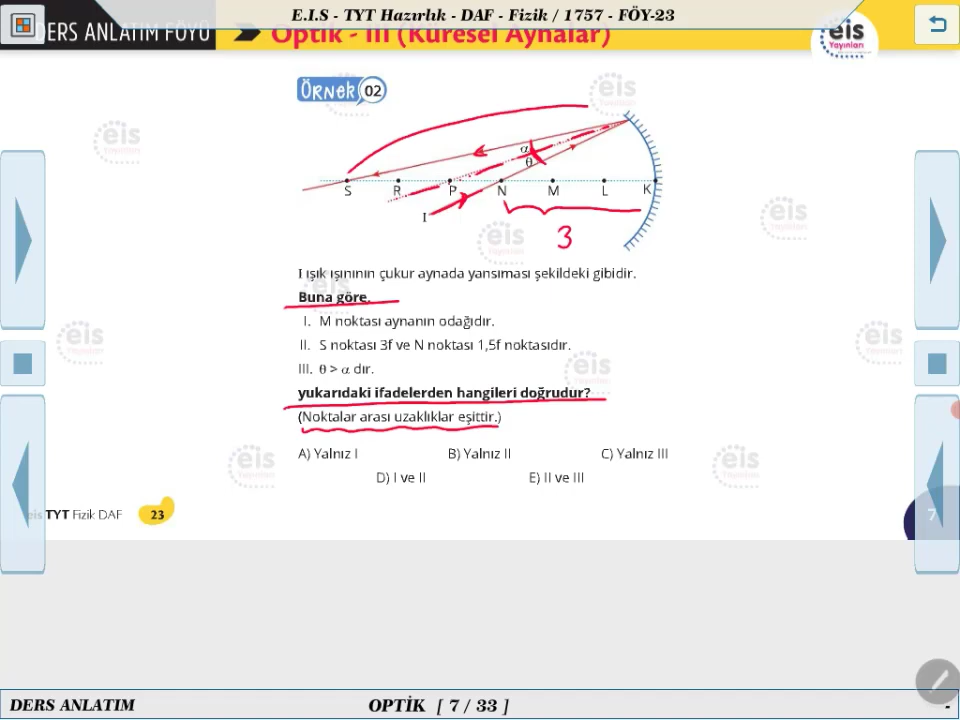 E.I.S - TYT Hazırlık - DAF - Fizik / 1757 - FÖY-23
DERS ANLATIM FÖYÜ
Optik - III (Küresel Aynalar)
eis
Yayınları
ÖRNEK 02
α
θ
S R P N M L K
I
3
I ışık ışınının çukur aynada yansıması şekildeki gibidir.
Buna göre,
I. M noktası aynanın odağıdır.
II. S noktası 3f ve N noktası 1,5f noktasıdır.
III. θ > α dır.
yukarıdaki ifadelerden hangileri doğrudur?
(Noktalar arası uzaklıklar eşittir.)
A) Yalnız I B) Yalnız II C) Yalnız III
D) I ve II E) II ve III
eis TYT Fizik DAF 23
7
DERS ANLATIM OPTİK [ 7 / 33 ] -